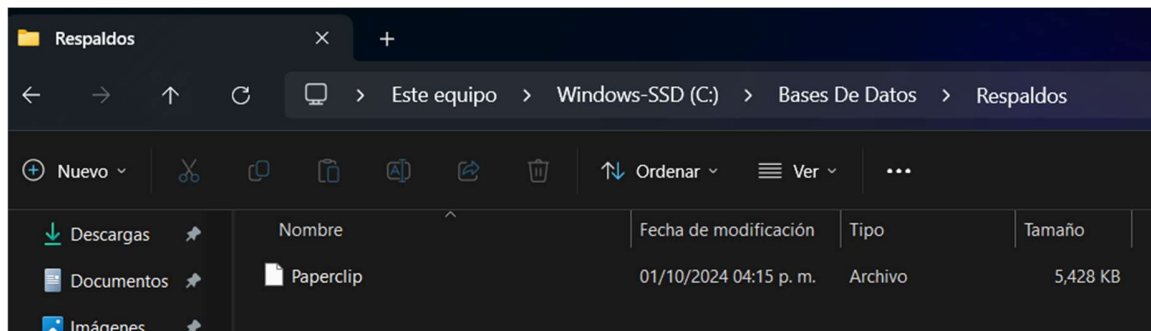 Respaldos
Este equipo > Windows-SSD (C:) > Bases De Datos > Respaldos
Nuevo Ordenar Ver
Descargas Nombre Fecha de modificación Tipo Tamaño
Documentos Paperclip 01/10/2024 04:15 p. m. Archivo 5,428 KB
Imágenes